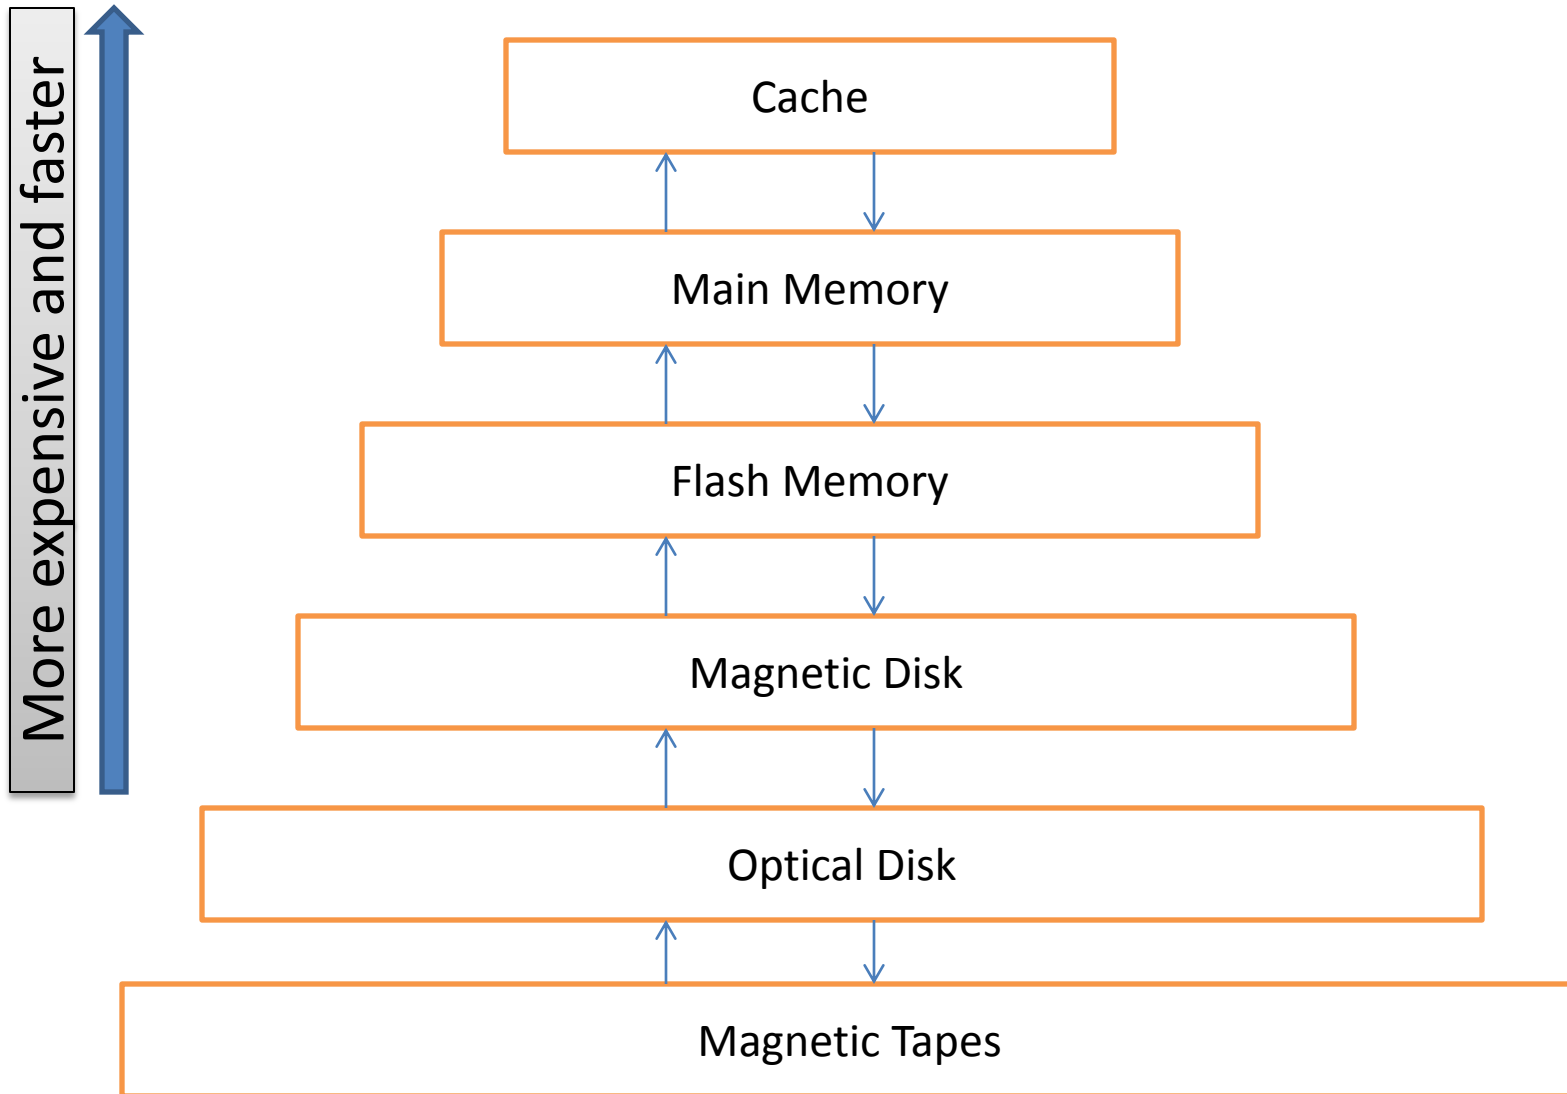 More expensive and faster
Cache
Main Memory
Flash Memory
Magnetic Disk
Optical Disk
Magnetic Tapes